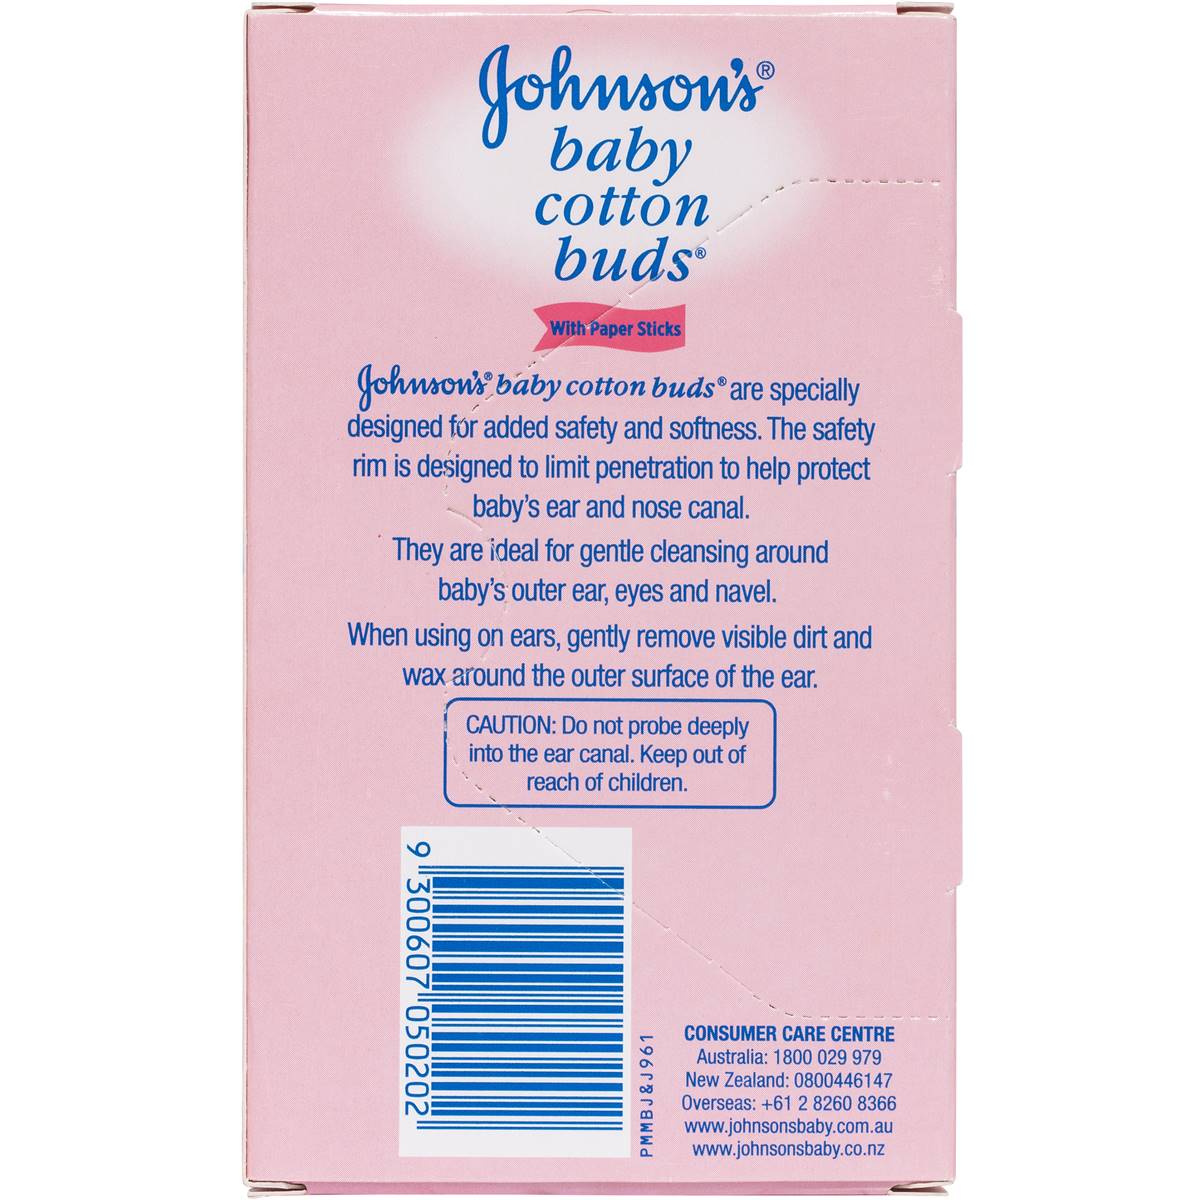 Johnson's®
baby
cotton
buds®
With Paper Sticks
Johnson's® baby cotton buds® are specially
designed for added safety and softness. The safety
rim is designed to limit penetration to help protect
baby's ear and nose canal.
They are ideal for gentle cleansing around
baby's outer ear, eyes and navel.
When using on ears, gently remove visible dirt and
wax around the outer surface of the ear.
CAUTION: Do not probe deeply
into the ear canal. Keep out of
reach of children.
9 300607 050202
PMMBJ&J961
CONSUMER CARE CENTRE
Australia: 1800 029 979
New Zealand: 0800446147
Overseas: +61 2 8260 8366
www.johnsonsbaby.com.au
www.johnsonsbaby.co.nz